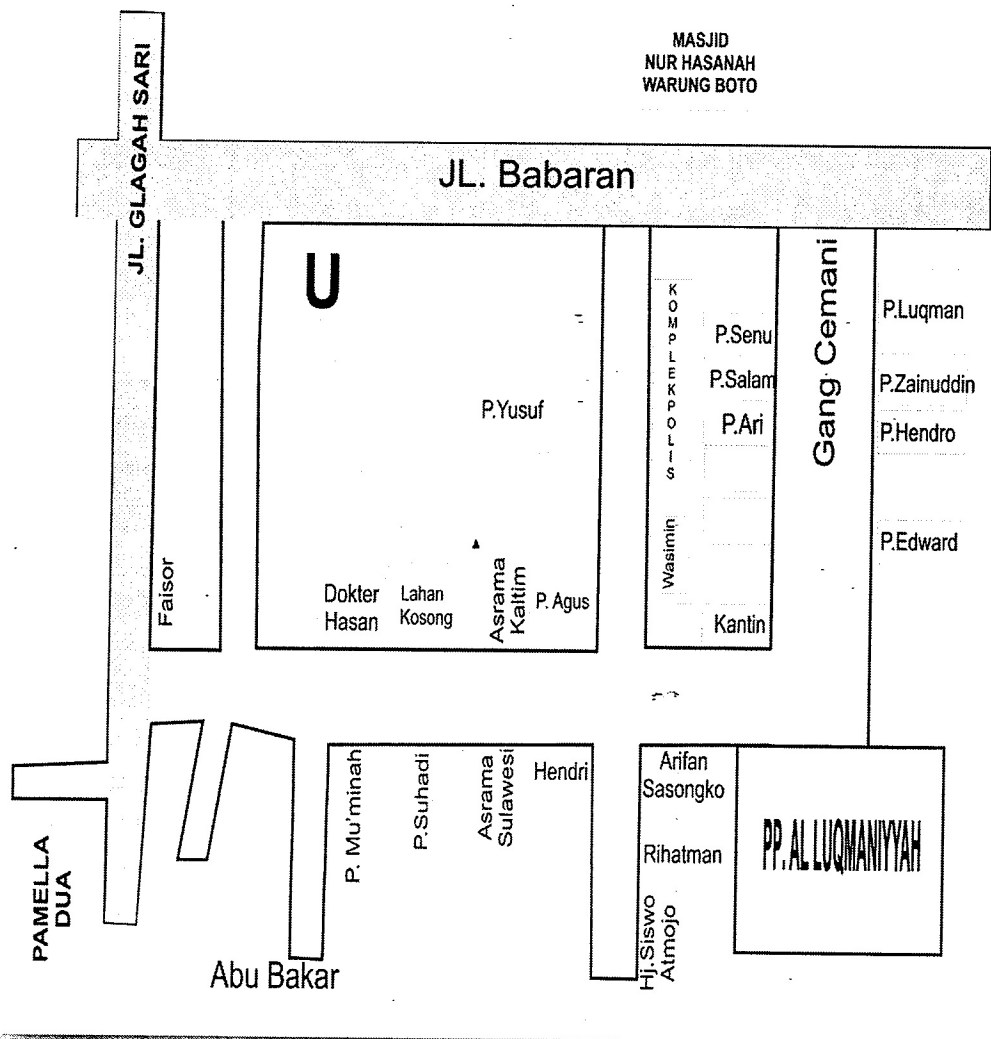 MASJID
NUR HASANAH
WARUNG BOTO
JL. GLAGAH SARI
JL. Babaran
U
KOMPLEKPOLIS
Gang Cemani
P.Luqman
P.Senu
P.Salam
P.Zainuddin
P.Yusuf
P.Ari
P.Hendro
Wasimin
P.Edward
Faisor
Dokter
Hasan
Lahan
Kosong
Asrama
Kaltim
P. Agus
Kantin
P. Mu'minah
P.Suhadi
Asrama
Sulawesi
Hendri
Arifan
Sasongko
Rihatman
PP. AL LUQMANIYYAH
PAMELLA
DUA
Abu Bakar
Hj.Siswo
Atmojo